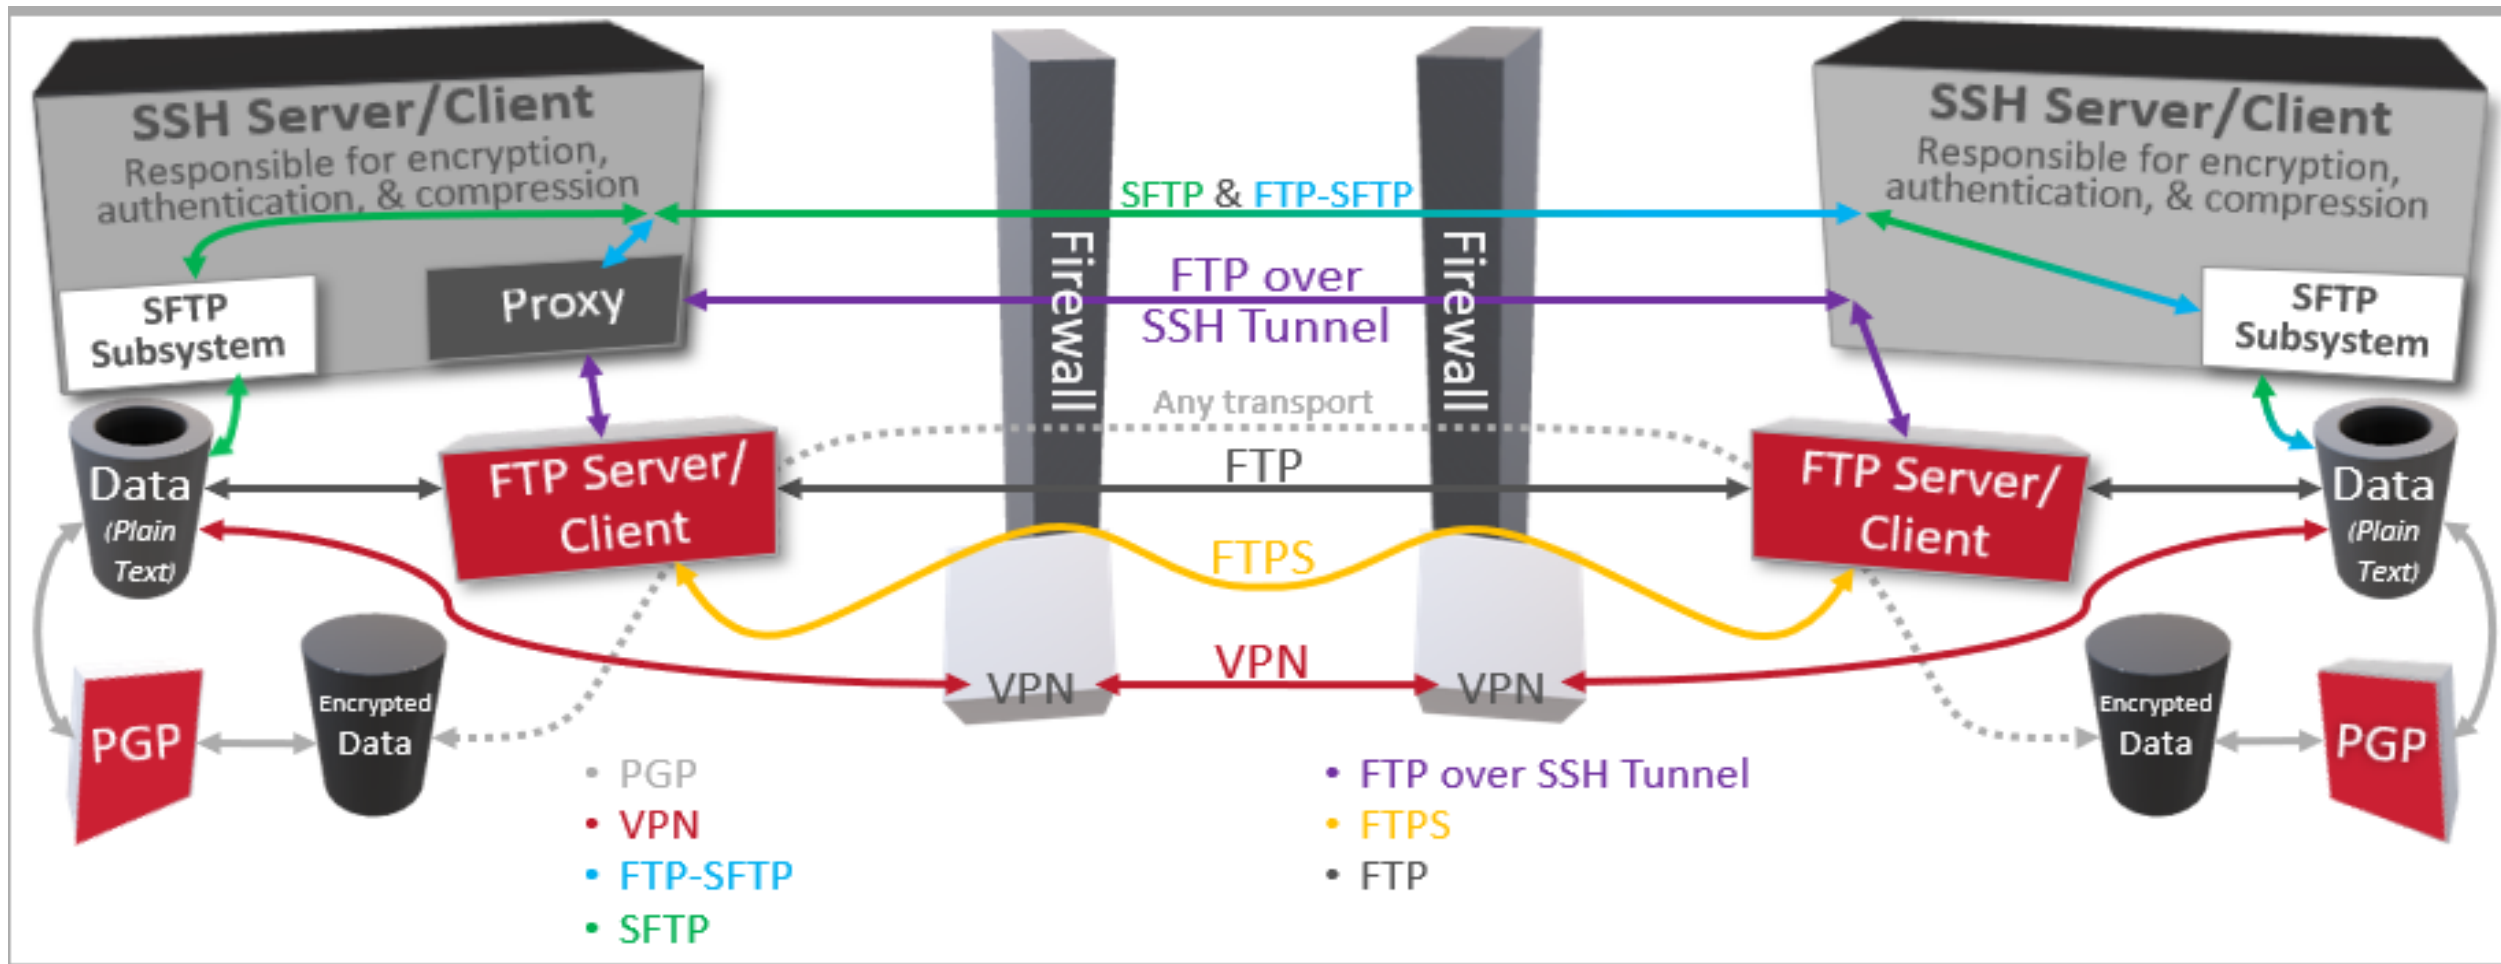 SSH Server/Client
Responsible for encryption,
authentication, & compression
SFTP
Subsystem
Proxy
Data
(Plain
Text)
FTP Server/
Client
PGP
Encrypted
Data
Firewall
VPN
SFTP & FTP-SFTP
FTP over
SSH Tunnel
Any transport
FTP
FTPS
VPN
Firewall
VPN
SSH Server/Client
Responsible for encryption,
authentication, & compression
SFTP
Subsystem
FTP Server/
Client
Data
(Plain
Text)
Encrypted
Data
PGP
• PGP
• VPN
• FTP-SFTP
• SFTP
• FTP over SSH Tunnel
• FTPS
• FTP